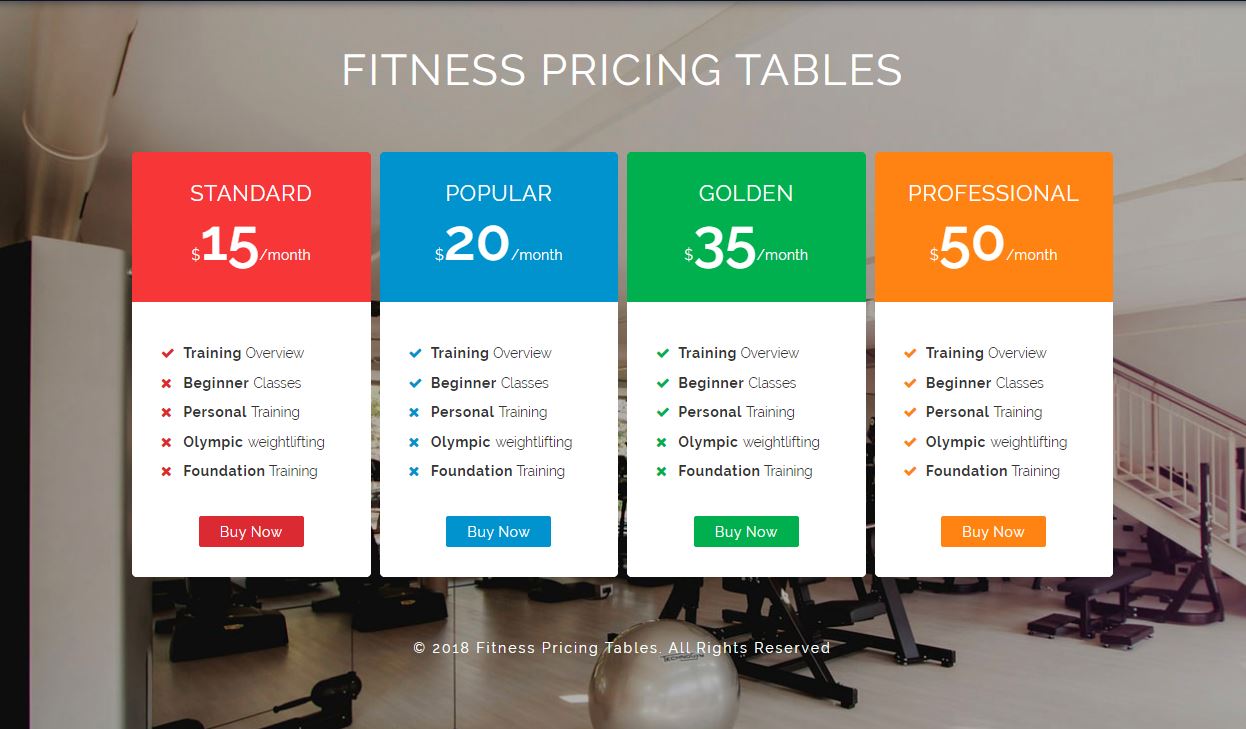 FITNESS PRICING TABLES
STANDARD
$15/month
Training Overview
Beginner Classes
Personal Training
Olympic weightlifting
Foundation Training
Buy Now
POPULAR
$20/month
Training Overview
Beginner Classes
Personal Training
Olympic weightlifting
Foundation Training
Buy Now
GOLDEN
$35/month
Training Overview
Beginner Classes
Personal Training
Olympic weightlifting
Foundation Training
Buy Now
PROFESSIONAL
$50/month
Training Overview
Beginner Classes
Personal Training
Olympic weightlifting
Foundation Training
Buy Now
© 2018 Fitness Pricing Tables. All Rights Reserved